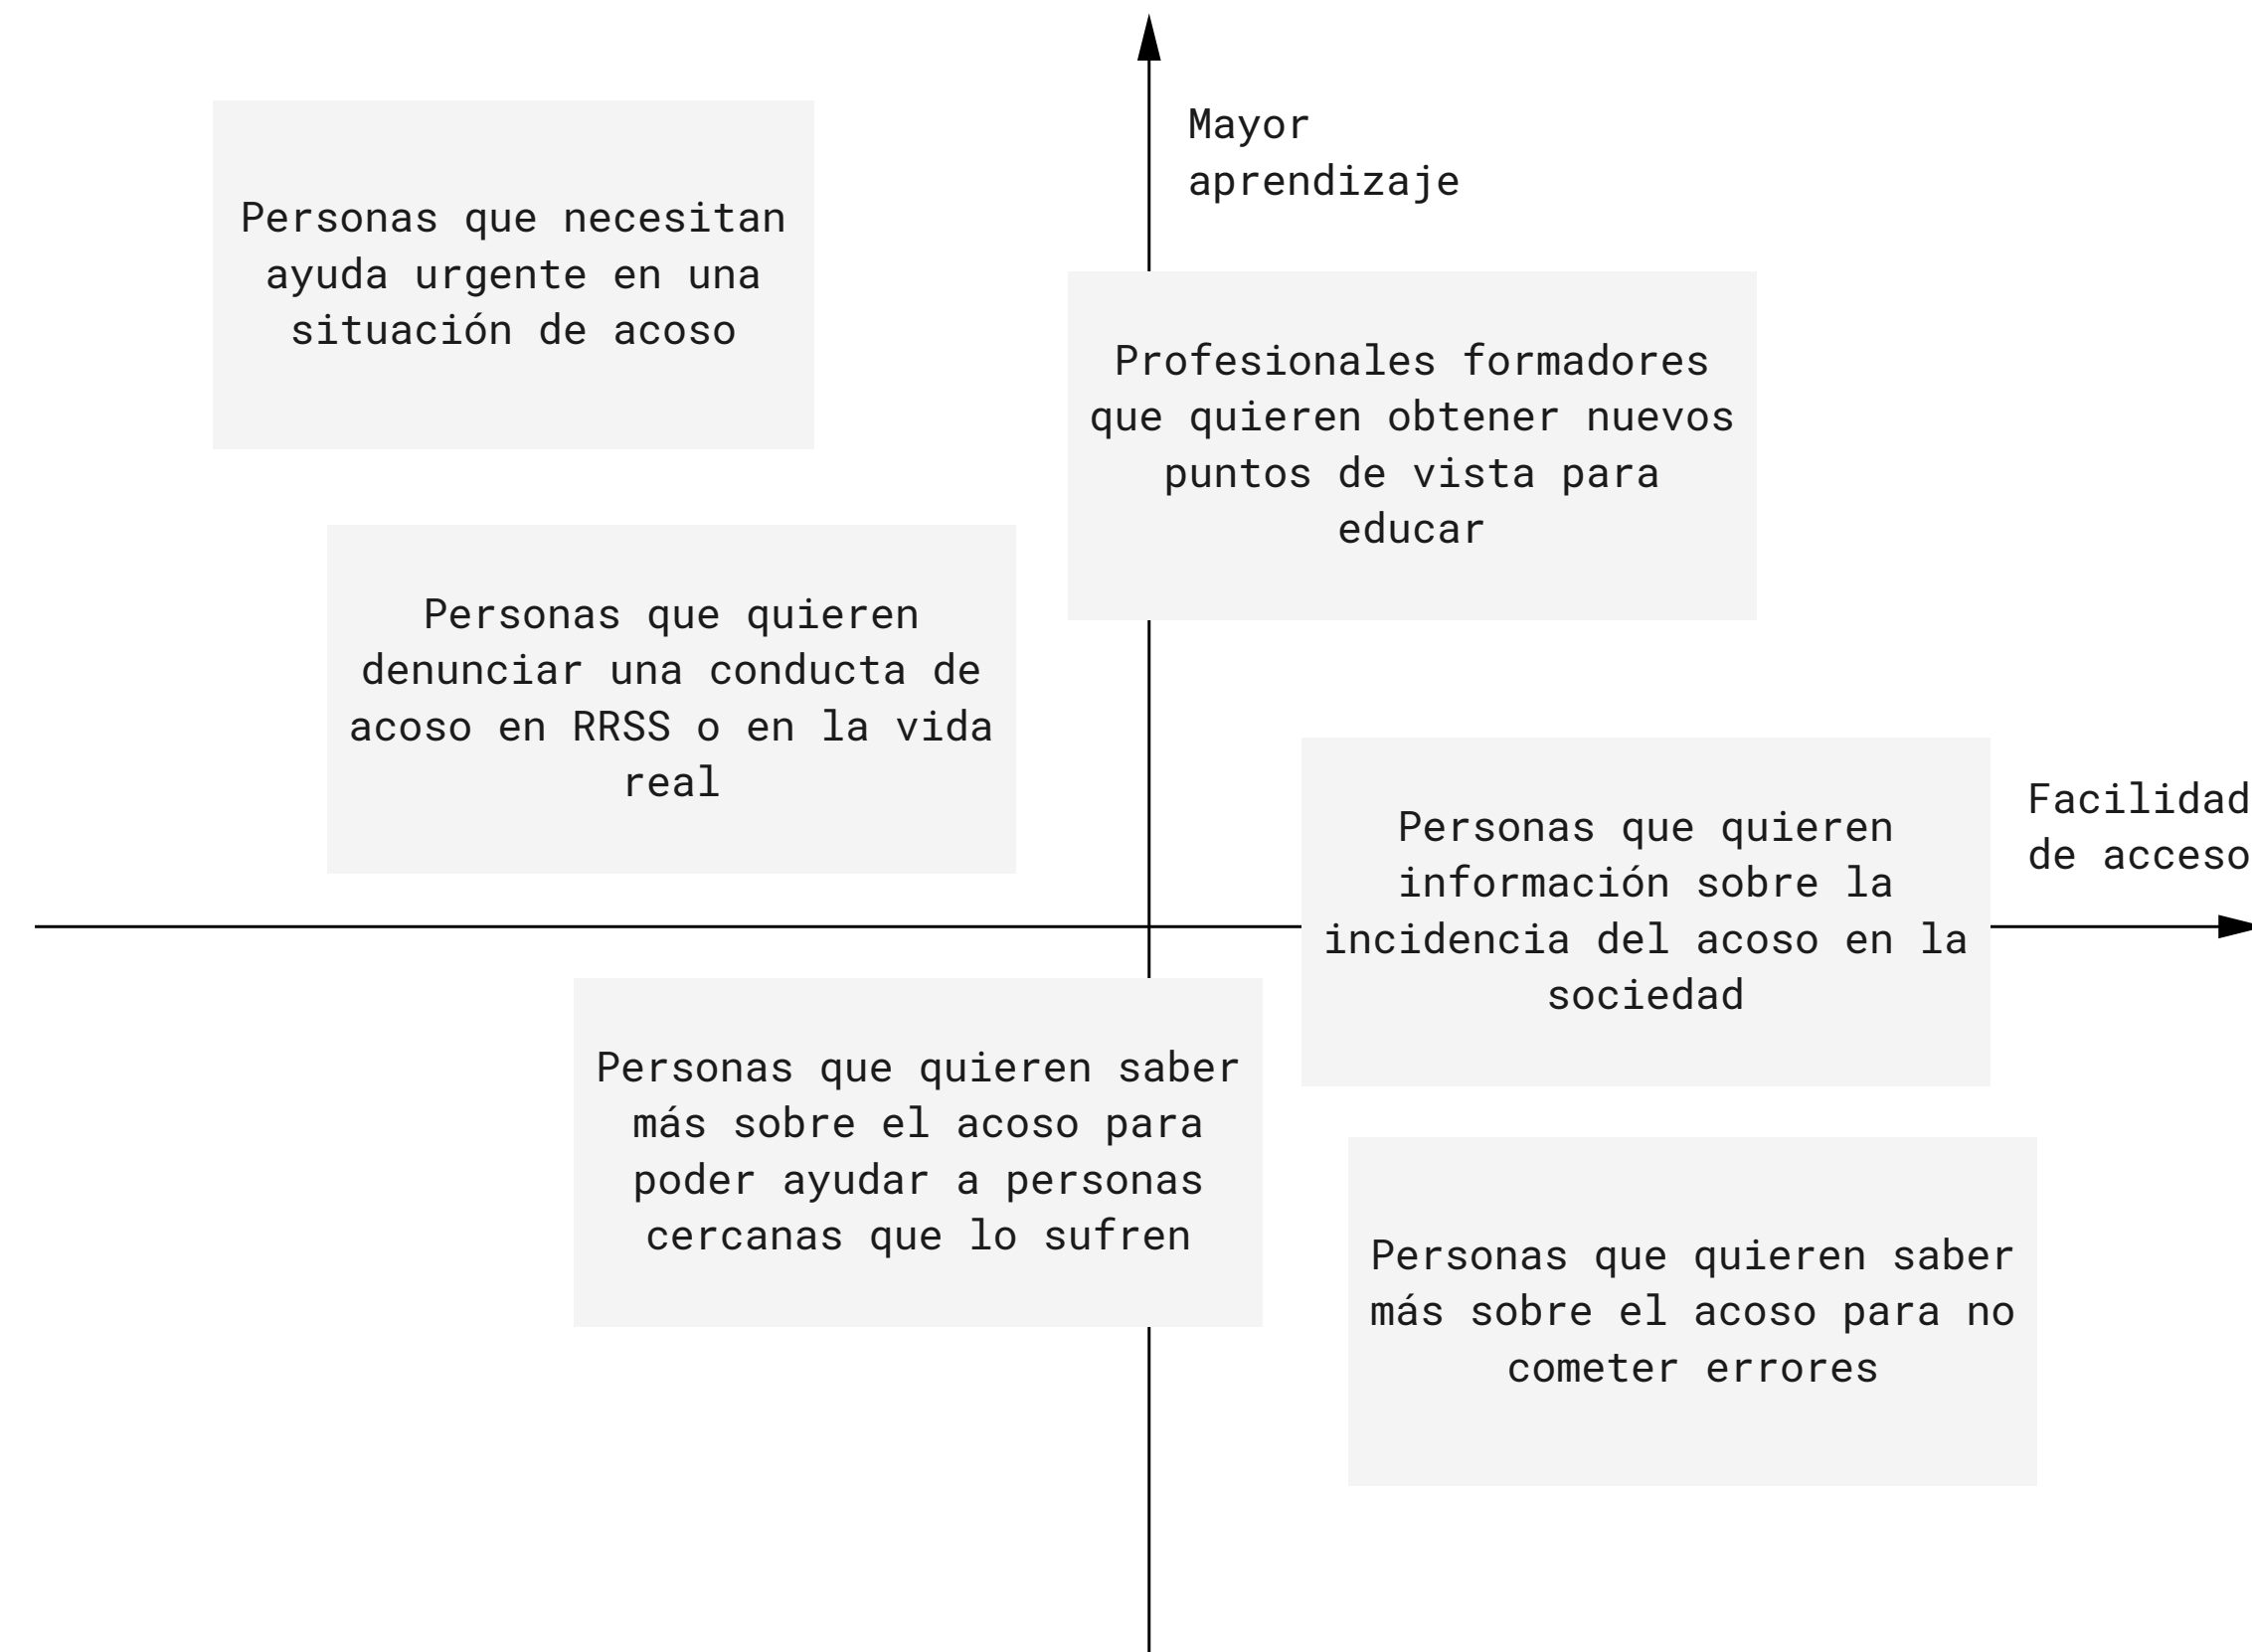 Mayor
aprendizaje
Personas que necesitan
ayuda urgente en una
situación de acoso
Profesionales formadores
que quieren obtener nuevos
puntos de vista para
educar
Personas que quieren
denunciar una conducta de
acoso en RRSS o en la vida
real
Facilidad
de acceso
Personas que quieren
información sobre la
incidencia del acoso en la
sociedad
Personas que quieren saber
más sobre el acoso para
poder ayudar a personas
cercanas que lo sufren
Personas que quieren saber
más sobre el acoso para no
cometer errores